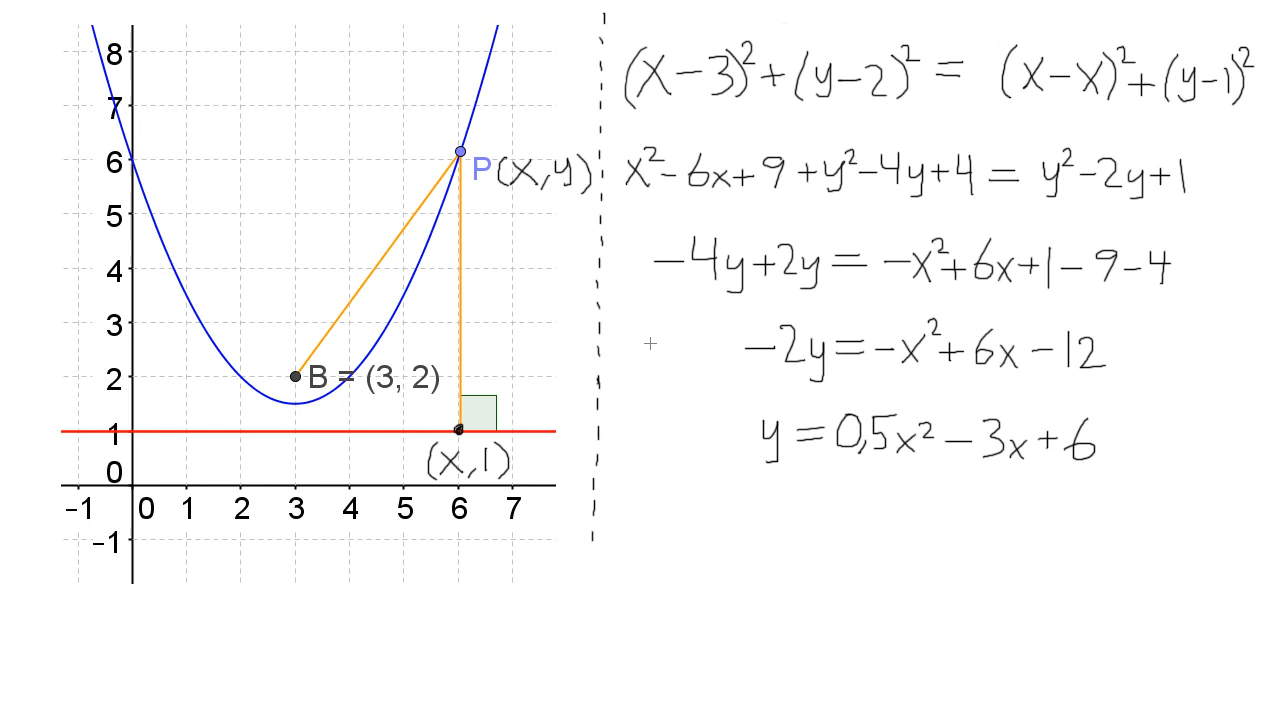 8
7
6
5
4
3
2
1
0
-1
-1 0 1 2 3 4 5 6 7
P(x,y)
B = (3, 2)
(x,1)
(x-3)²+(y-2)² = (x-x)²+(y-1)²
x²-6x+9+y²-4y+4 = y²-2y+1
-4y+2y = -x²+6x+1-9-4
-2y=-x²+6x-12
y=0,5x²-3x+6